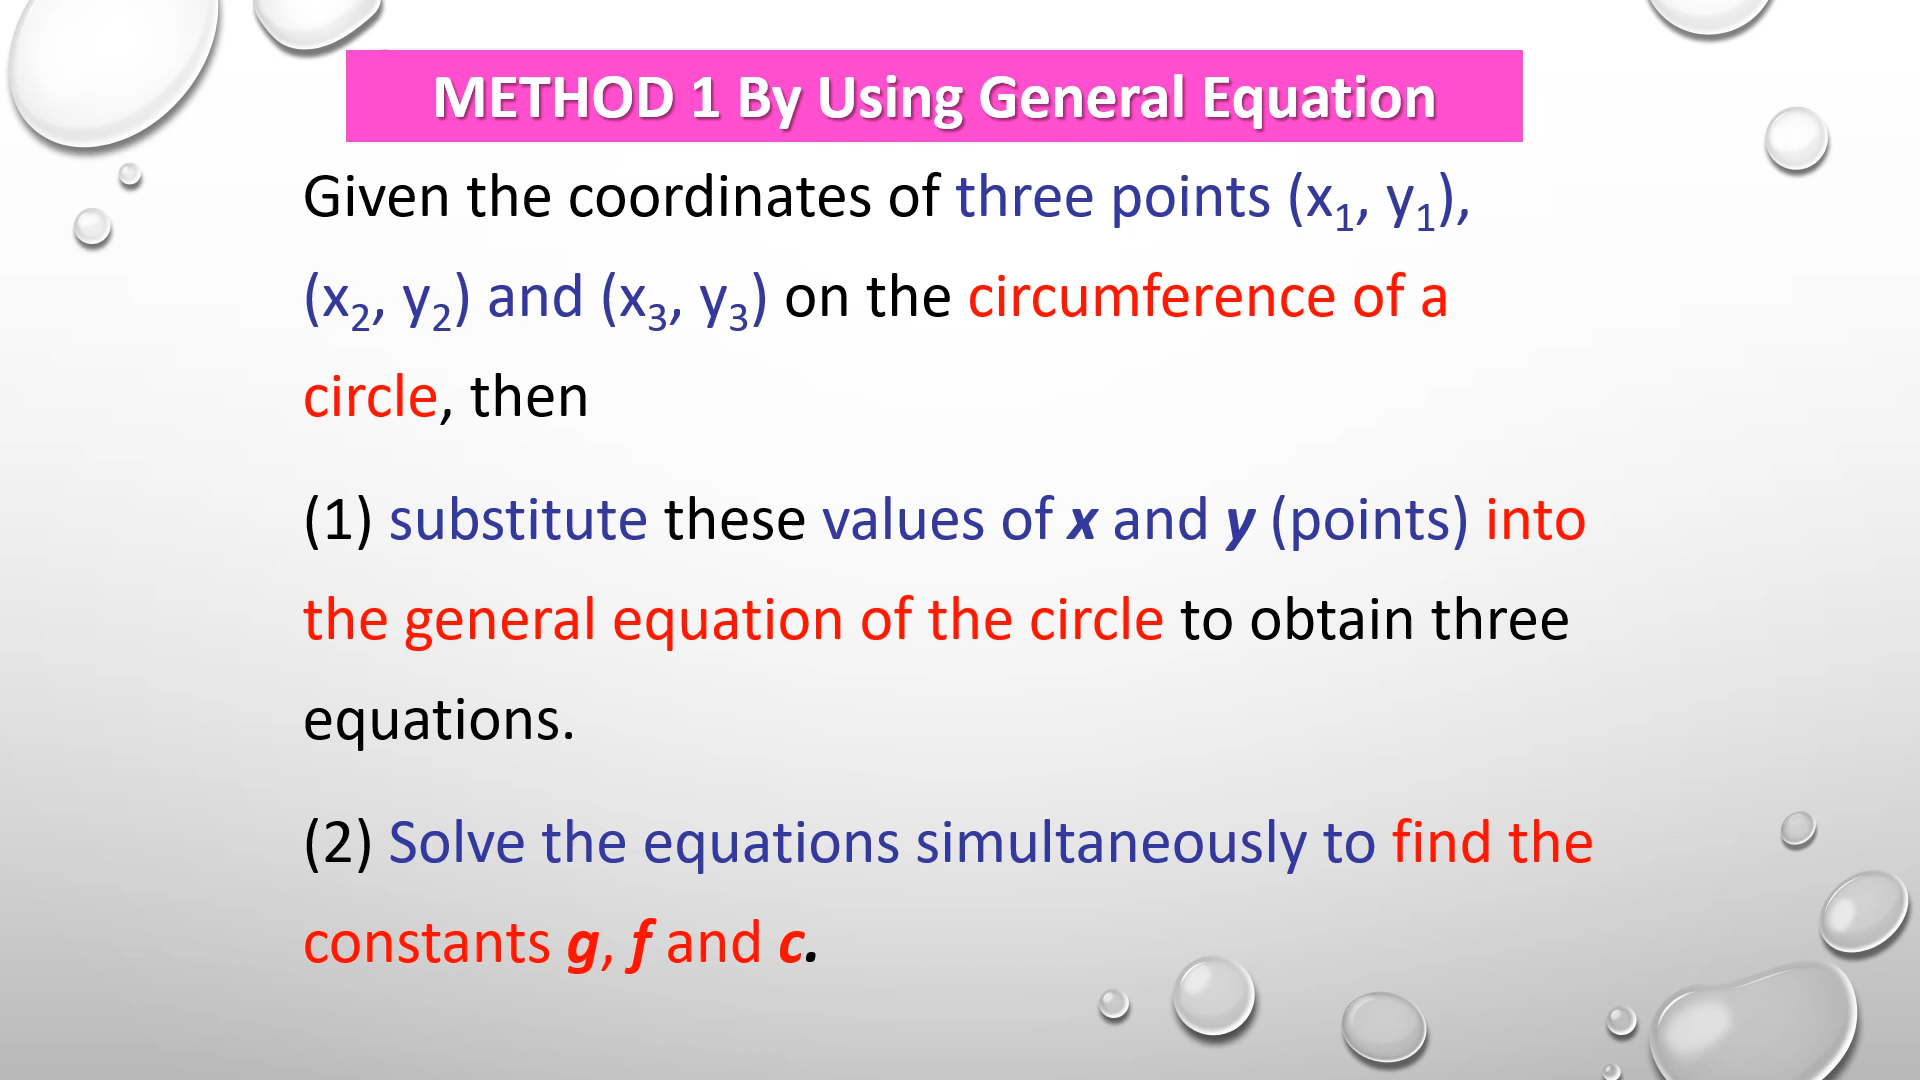 METHOD 1 By Using General Equation
Given the coordinates of three points (x₁, y₁),
(x₂, y₂) and (x₃, y₃) on the circumference of a
circle, then
(1) substitute these values of x and y (points) into
the general equation of the circle to obtain three
equations.
(2) Solve the equations simultaneously to find the
constants g, f and c.